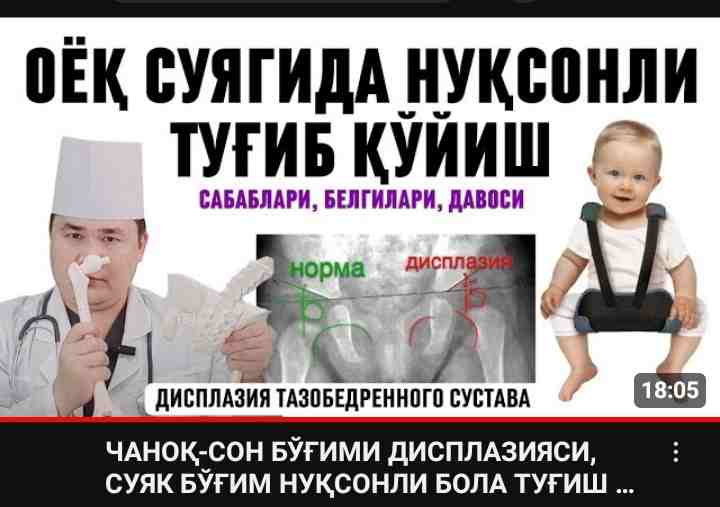 ОЁҚ СУЯГИДА НУҚСОНЛИ
ТУҒИБ ҚЎЙИШ
САБАБЛАРИ, БЕЛГИЛАРИ, ДАВОСИ
норма
дисплазия
ДИСПЛАЗИЯ ТАЗОБЕДРЕННОГО СУСТАВА
18:05
ЧАНОҚ-СОН БЎҒИМИ ДИСПЛАЗИЯСИ,
СУЯК БЎҒИМ НУҚСОНЛИ БОЛА ТУҒИШ ...